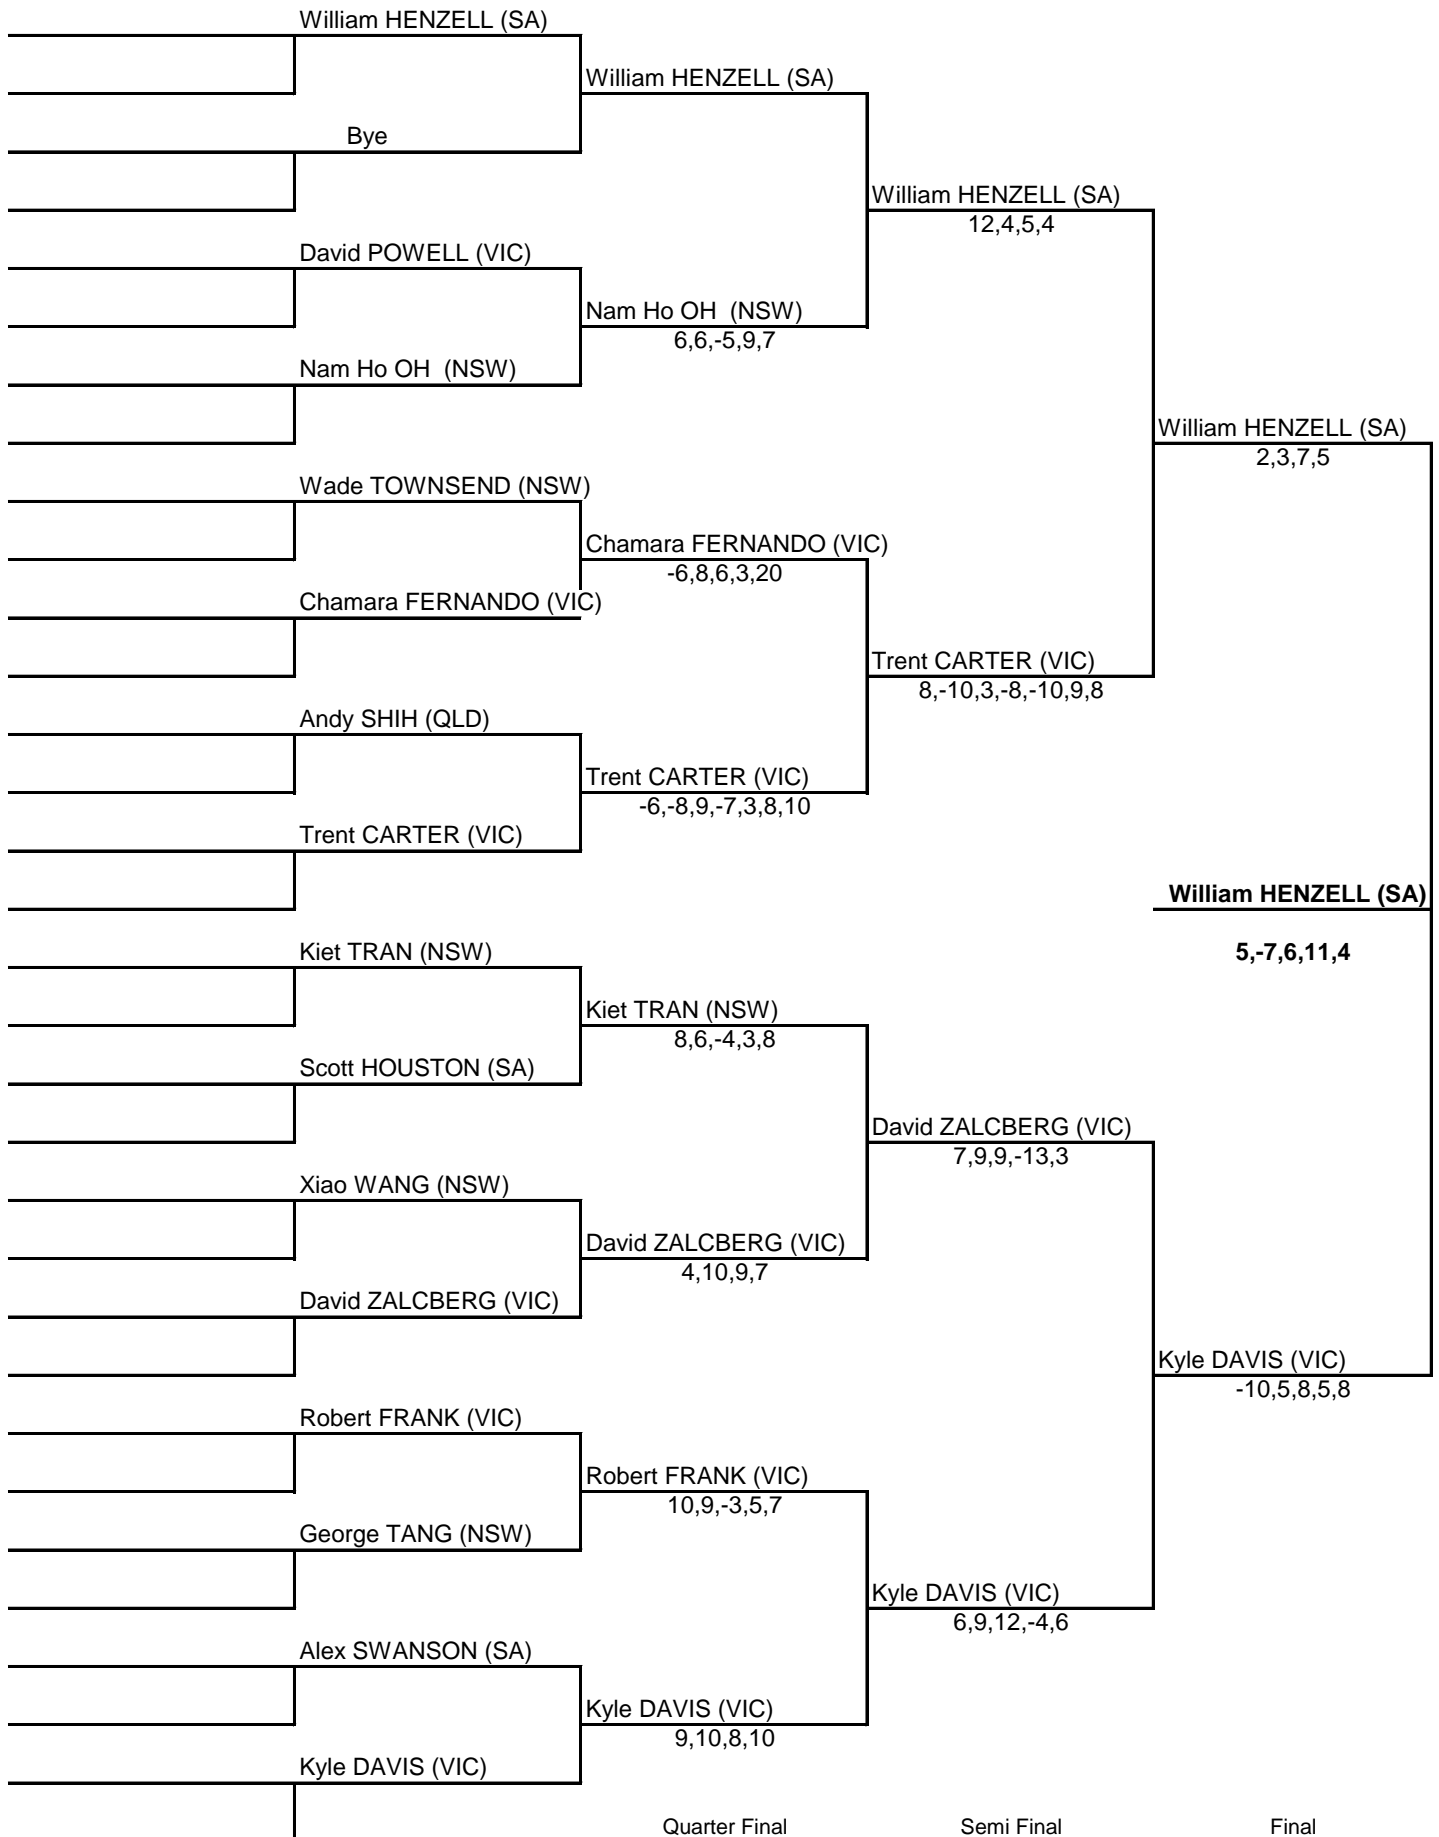 William HENZELL (SA)
William HENZELL (SA)
Bye
William HENZELL (SA)
12,4,5,4
David POWELL (VIC)
Nam Ho OH  (NSW)
6,6,-5,9,7
Nam Ho OH  (NSW)
William HENZELL (SA)
2,3,7,5
Wade TOWNSEND (NSW)
Chamara FERNANDO (VIC)
-6,8,6,3,20
Chamara FERNANDO (VIC)
Trent CARTER (VIC)
8,-10,3,-8,-10,9,8
Andy SHIH (QLD)
Trent CARTER (VIC)
-6,-8,9,-7,3,8,10
Trent CARTER (VIC)
William HENZELL (SA)
5,-7,6,11,4
Kiet TRAN (NSW)
Kiet TRAN (NSW)
8,6,-4,3,8
Scott HOUSTON (SA)
David ZALCBERG (VIC)
7,9,9,-13,3
Xiao WANG (NSW)
David ZALCBERG (VIC)
4,10,9,7
David ZALCBERG (VIC)
Kyle DAVIS (VIC)
-10,5,8,5,8
Robert FRANK (VIC)
Robert FRANK (VIC)
10,9,-3,5,7
George TANG (NSW)
Kyle DAVIS (VIC)
6,9,12,-4,6
Alex SWANSON (SA)
Kyle DAVIS (VIC)
9,10,8,10
Kyle DAVIS (VIC)
Quarter Final
Semi Final
Final